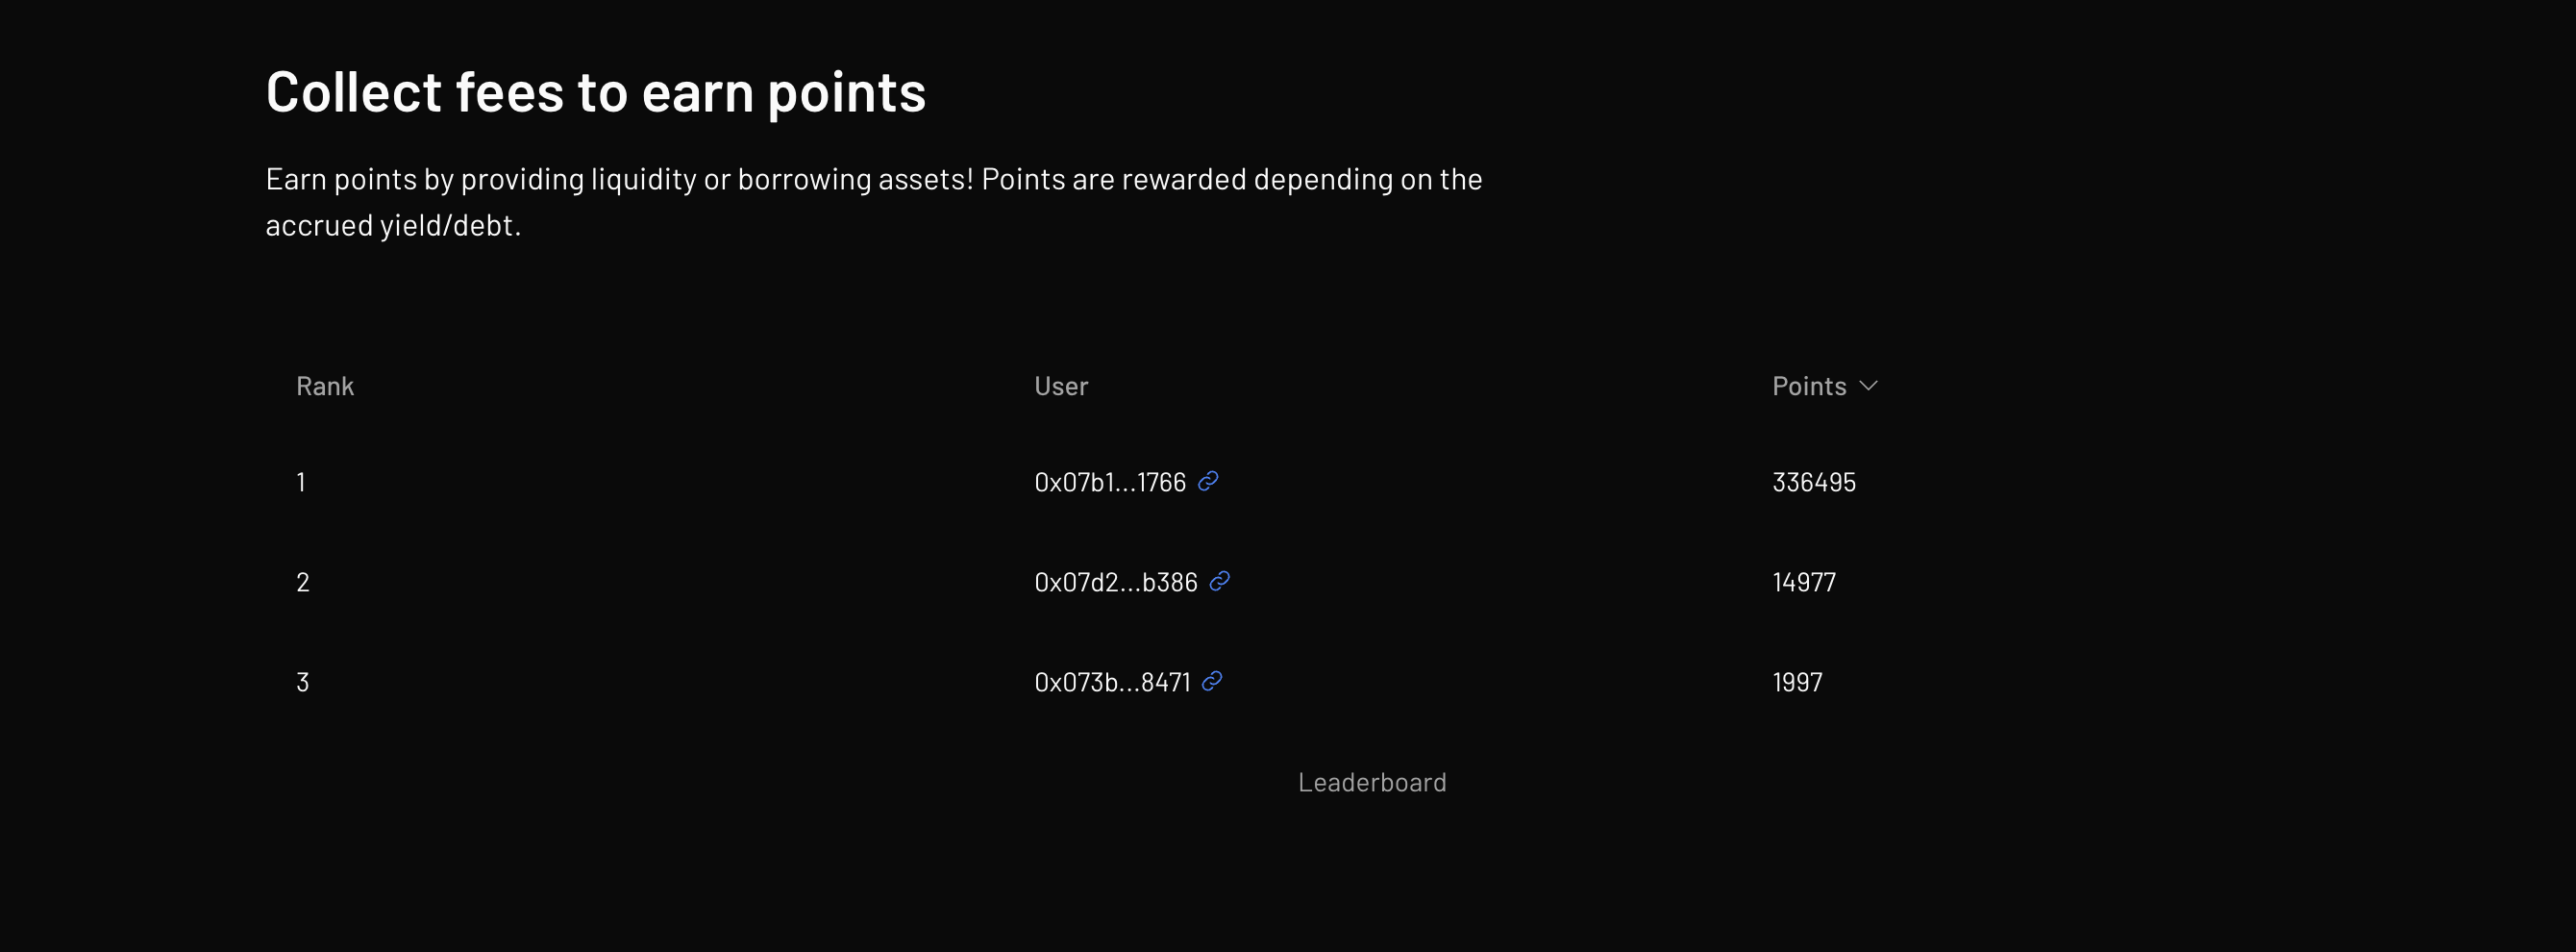 Collect fees to earn points
Earn points by providing liquidity or borrowing assets! Points are rewarded depending on the
accrued yield/debt.
Rank User Points
1 0x07b1...1766 336495
2 0x07d2...b386 14977
3 0x073b...8471 1997
Leaderboard